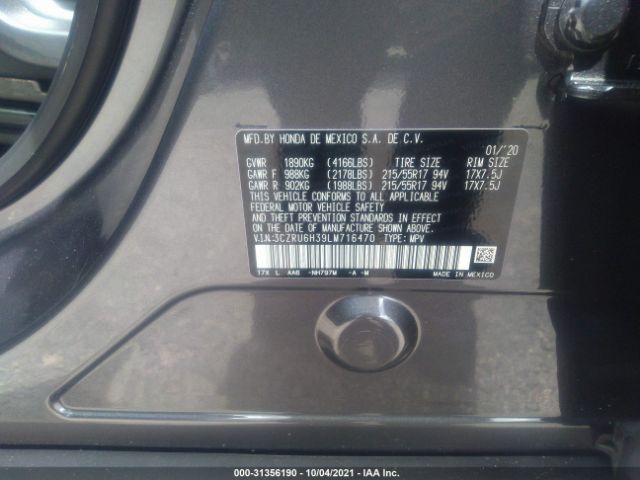 MFD.BY HONDA DE MEXICO S.A. DE C.V.
01/'20
GVWR 1890KG (4166LBS) TIRE SIZE RIM SIZE
GAWR F 988KG (2178LBS) 215/55R17 94V 17X7.5J
GAWR R 902KG (1988LBS) 215/55R17 94V 17X7.5J
THIS VEHICLE CONFORMS TO ALL APPLICABLE
FEDERAL MOTOR VEHICLE SAFETY
AND THEFT PREVENTION STANDARDS IN EFFECT
ON THE DATE OF MANUFACTURE SHOWN ABOVE.
V.I.N:3CZRU6H39LM716470 TYPE: MPV
T7X L AA6 -NH797M -A -M MADE IN MEXICO
000-31356190 - 10/04/2021 - IAA Inc.